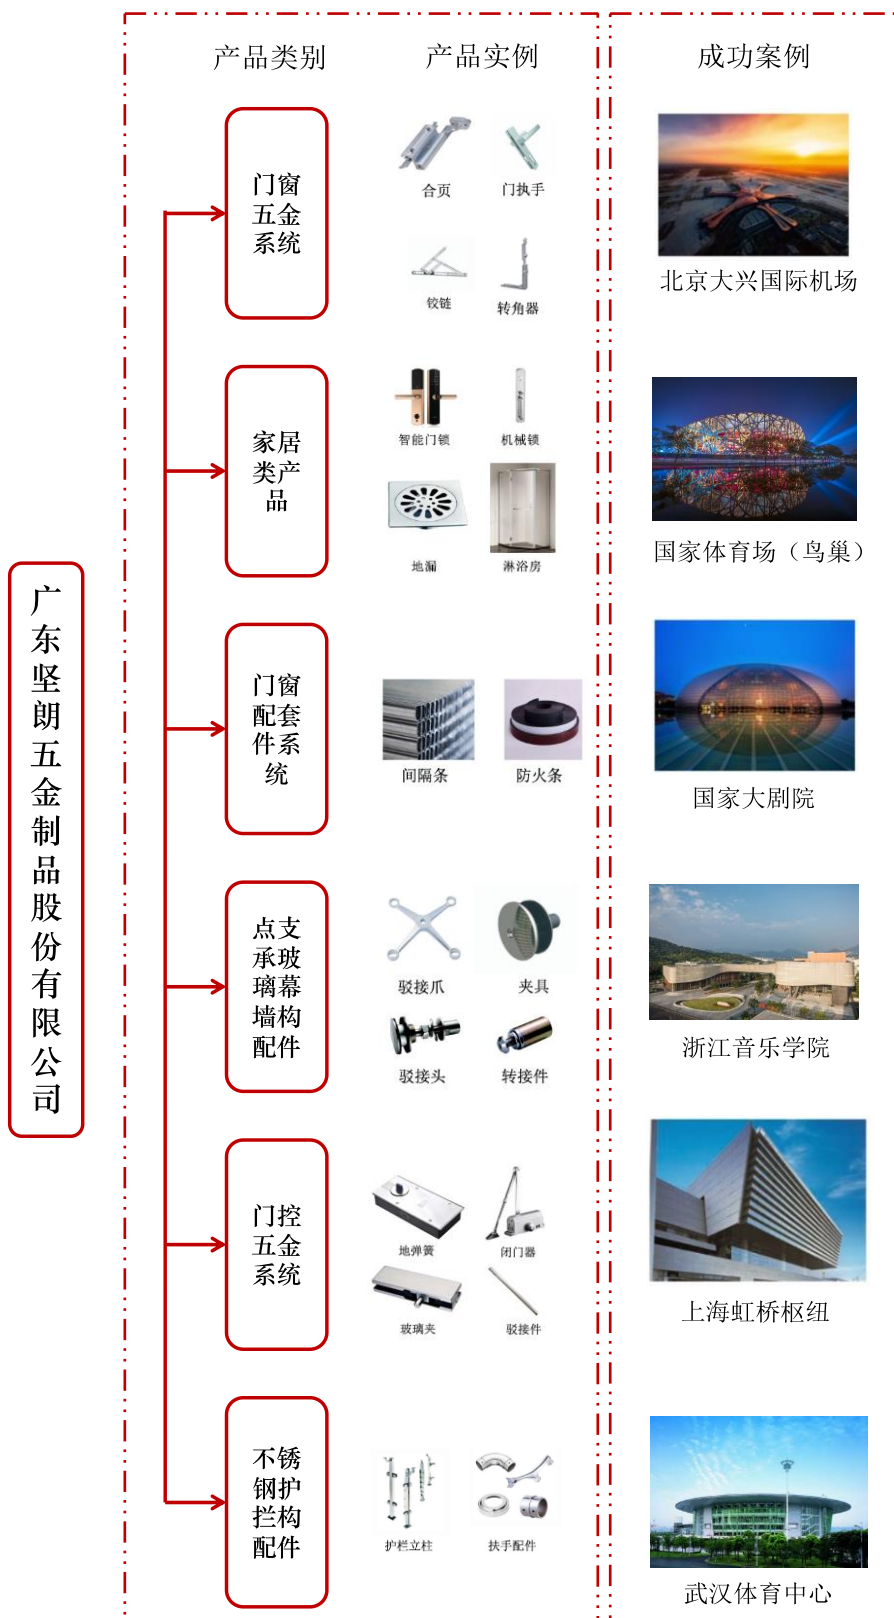 产品类别
产品实例
成功案例
广东坚朗五金制品股份有限公司
门窗
五金
系统
合页
门执手
铰链
转角器
北京大兴国际机场
家居
类产
品
智能门锁
机械锁
地漏
淋浴房
国家体育场（鸟巢）
门窗
配套
件系
统
间隔条
防火条
国家大剧院
点支
承玻
璃幕
墙构
配件
驳接爪
夹具
驳接头
转接件
浙江音乐学院
门控
五金
系统
地弹簧
闭门器
玻璃夹
驳接件
上海虹桥枢纽
不锈
钢护
拦构
配件
护栏立柱
扶手配件
武汉体育中心